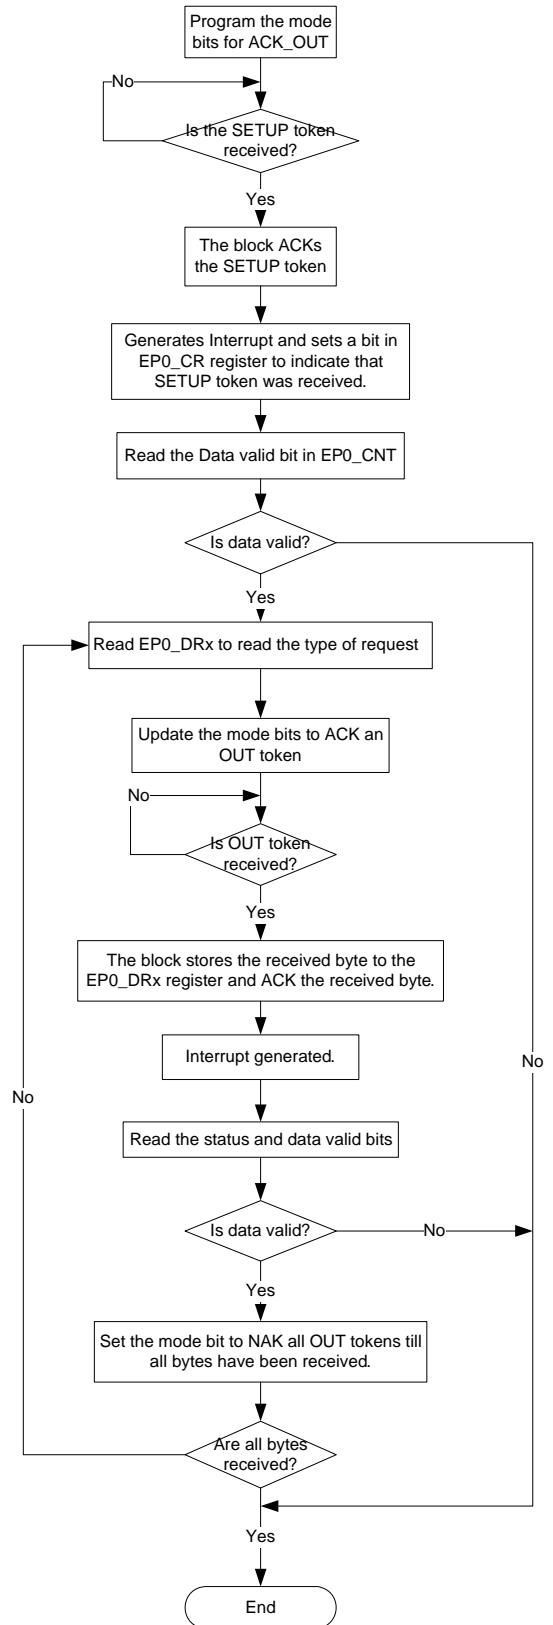 Program the mode
bits for ACK_OUT
No
Is the SETUP token
received?
Yes
The block ACKs
the SETUP token
Generates Interrupt and sets a bit in
EP0_CR register to indicate that
SETUP token was received.
Read the Data valid bit in EP0_CNT
Is data valid?
Yes
Read EP0_DRx to read the type of request
Update the mode bits to ACK an
OUT token
No
Is OUT token
received?
Yes
The block stores the received byte to the
EP0_DRx register and ACK the received byte.
Interrupt generated.
No
No
Read the status and data valid bits
Is data valid?
No
Yes
Set the mode bit to NAK all OUT tokens till
all bytes have been received.
Are all bytes
received?
Yes
End